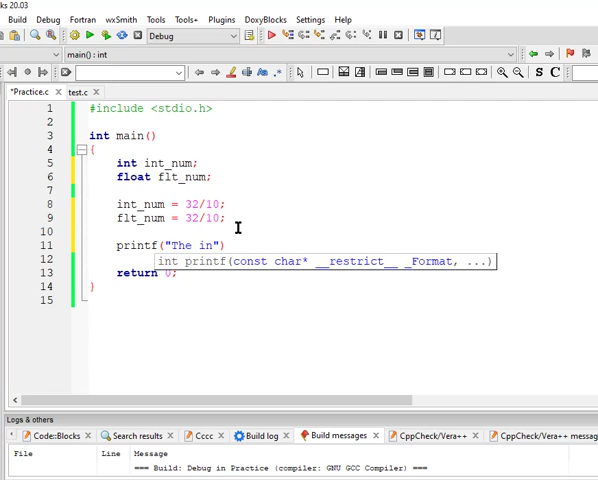 ks 20.03
Build Debug Fortran wxSmith Tools Tools+ Plugins DoxyBlocks Settings Help
Debug
main() : int
S C
*Practice.c test.c
1 #include <stdio.h>
2
3 int main()
4 {
5 int int_num;
6 float flt_num;
7
8 int_num = 32/10;
9 flt_num = 32/10;
10
11 printf("The in")
int printf(const char* __restrict__ _Format, ...)
12
13 return 0;
14 }
15
Logs & others
Code::Blocks Search results Cccc Build log Build messages CppCheck/Vera++ CppCheck/Vera++ messag
File Line Message
=== Build: Debug in Practice (compiler: GNU GCC Compiler) ===